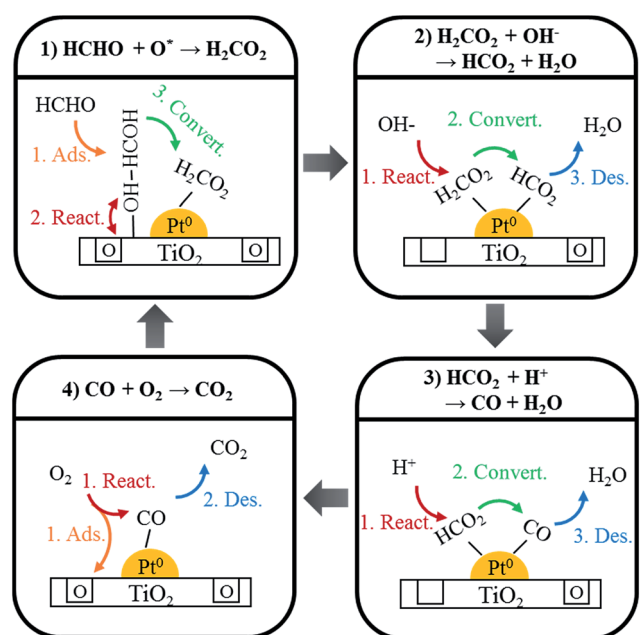 1) HCHO + O* → H₂CO₂
HCHO
1. Ads.
OH–HCOH
3. Convert.
2. React.
H₂CO₂
Pt⁰
O
TiO₂
O
2) H₂CO₂ + OH⁻
→ HCO₂ + H₂O
OH-
2. Convert.
H₂O
1. React.
H₂CO₂
HCO₂
3. Des.
Pt⁰
TiO₂
O
4) CO + O₂ → CO₂
CO₂
O₂
1. React.
2. Des.
CO
1. Ads.
Pt⁰
O
TiO₂
O
3) HCO₂ + H⁺
→ CO + H₂O
H⁺
2. Convert.
H₂O
1. React.
HCO₂
CO
3. Des.
Pt⁰
TiO₂
O